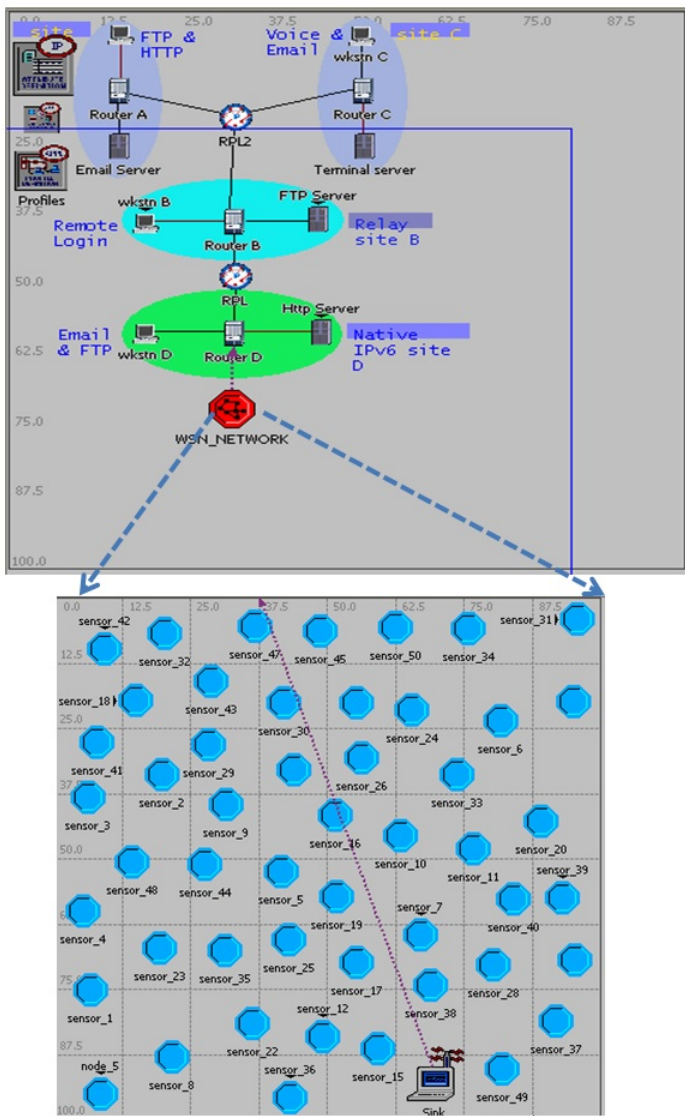 0.0 12.5 25.0 37.5 50.0 62.5 75.0 87.5
site
FTP &
HTTP
Voice &
Email
site C
wkstn C
IP
ATTRIBUTE
DEFINITION
Router A
Router C
RPL2
25.0
Email Server
Terminal server
Profiles
37.5
wkstn B
FTP Server
Remote
Login
Router B
Relay
site B
50.0
RPL
Http Server
Email
& FTP
wkstn D
Router D
Native
IPv6 site
D
62.5
75.0
WSN_NETWORK
87.5
100.0
0.0 12.5 25.0 37.5 50.0 62.5 75.0 87.5
sensor_42
sensor_32
sensor_47
sensor_45
sensor_50
sensor_34
sensor_31
12.5
sensor_18
sensor_43
sensor_30
sensor_24
sensor_6
25.0
sensor_41
sensor_29
sensor_26
sensor_2
sensor_33
37.5
sensor_3
sensor_9
sensor_16
sensor_10
sensor_11
sensor_20
50.0
sensor_48
sensor_44
sensor_5
sensor_19
sensor_7
sensor_40
sensor_39
sensor_4
sensor_23
sensor_35
sensor_25
sensor_17
sensor_38
sensor_28
75.0
sensor_1
sensor_22
sensor_12
sensor_15
sensor_37
87.5
node_5
sensor_8
sensor_36
Sink
sensor_49
100.0